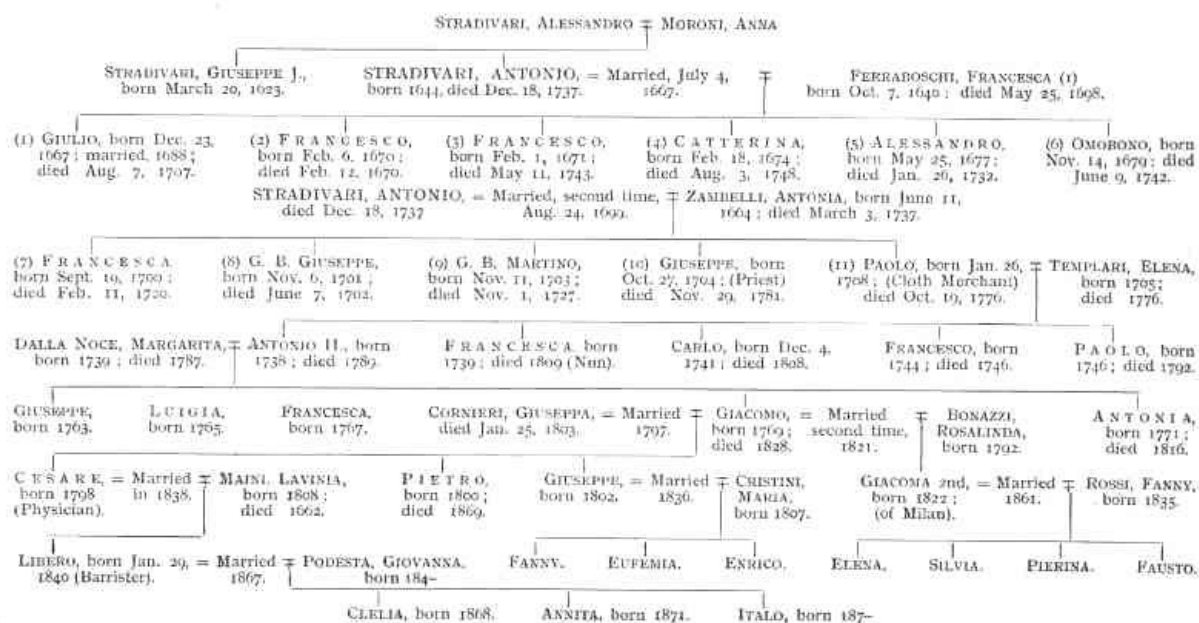 STRADIVARI, ALESSANDRO = MORONI, ANNA
STRADIVARI, GIUSEPPE J.,
born March 20, 1623.
STRADIVARI, ANTONIO, = Married, July 4,
born 1644, died Dec. 18, 1737. 1667.
FERRABOSCHI, FRANCESCA (1)
born Oct. 7, 1640; died May 25, 1698.
(1) GIULIO, born Dec. 23,
1667; married, 1688;
died Aug. 7, 1707.
(2) FRANCESCO,
born Feb. 6, 1670;
died Feb. 12, 1670.
(3) FRANCESCO,
born Feb. 1, 1671;
died May 11, 1743.
(4) CATTERINA,
born Feb. 18, 1674;
died Aug. 3, 1748.
(5) ALESSANDRO,
born May 25, 1677;
died Jan. 26, 1732.
(6) OMOBONO, born
Nov. 14, 1679; died
June 9, 1742.
STRADIVARI, ANTONIO, = Married, second time, = ZAMBELLI, ANTONIA, born June 11,
died Dec. 18, 1737 Aug. 24, 1699. 1664; died March 3, 1737.
(7) FRANCESCA
born Sept. 19, 1700;
died Feb. 11, 1720.
(8) G. B. GIUSEPPE,
born Nov. 6, 1701;
died June 7, 1702.
(9) G. B. MARTINO,
born Nov. 11, 1703;
died Nov. 1, 1727.
(10) GIUSEPPE, born
Oct. 27, 1704; (Priest)
died Nov. 29, 1781.
(11) PAOLO, born Jan. 26, = TEMPLARI, ELENA,
1708; (Cloth Merchant) born 1705;
died Oct. 19, 1776. died 1776.
DALLA NOCE, MARGARITA, = ANTONIO II., born
born 1739; died 1787. 1738; died 1789.
FRANCESCA born
1739; died 1809 (Nun).
CARLO, born Dec. 4,
1741; died 1808.
FRANCESCO, born
1744; died 1746.
PAOLO, born
1746; died 1792.
GIUSEPPE,
born 1763.
LUIGIA,
born 1765.
FRANCESCA,
born 1767.
CORNIERI, GIUSEPPA, = Married = GIACOMO, = Married = BONAZZI,
died Jan. 25, 1803. 1797. born 1769; second time, ROSALINDA,
died 1828. 1821. born 1792.
ANTONIA,
born 1771;
died 1816.
CESARE, = Married = MAINI, LAVINIA,
born 1798 in 1838. born 1808;
(Physician). died 1662.
PIETRO,
born 1800;
died 1869.
GIUSEPPE, = Married = CRISTINI,
born 1802. 1836. MARIA,
born 1807.
GIACOMA 2nd, = Married = ROSSI, FANNY,
born 1822; 1861. born 1835.
(of Milan).
LIBERO, born Jan. 29, = Married = PODESTA, GIOVANNA.
1840 (Barrister). 1867. born 184–
FANNY. EUFEMIA. ENRICO. ELENA. SILVIA. PIERINA. FAUSTO.
CLELIA, born 1868. ANNITA, born 1871. ITALO, born 187–